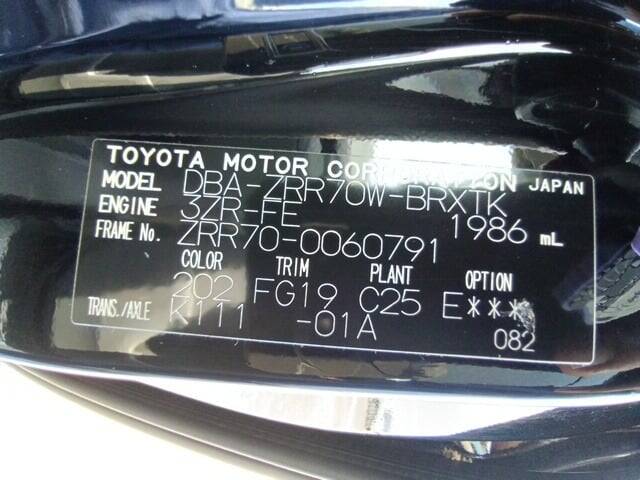 TOYOTA MOTOR CORPORATION JAPAN
MODEL DBA-ZRR70W-BRXTK
ENGINE 3ZR-FE 1986 mL
FRAME No. ZRR70-0060791
COLOR TRIM PLANT OPTION
202 FG19 C25 E***
TRANS./AXLE K111 -01A
082